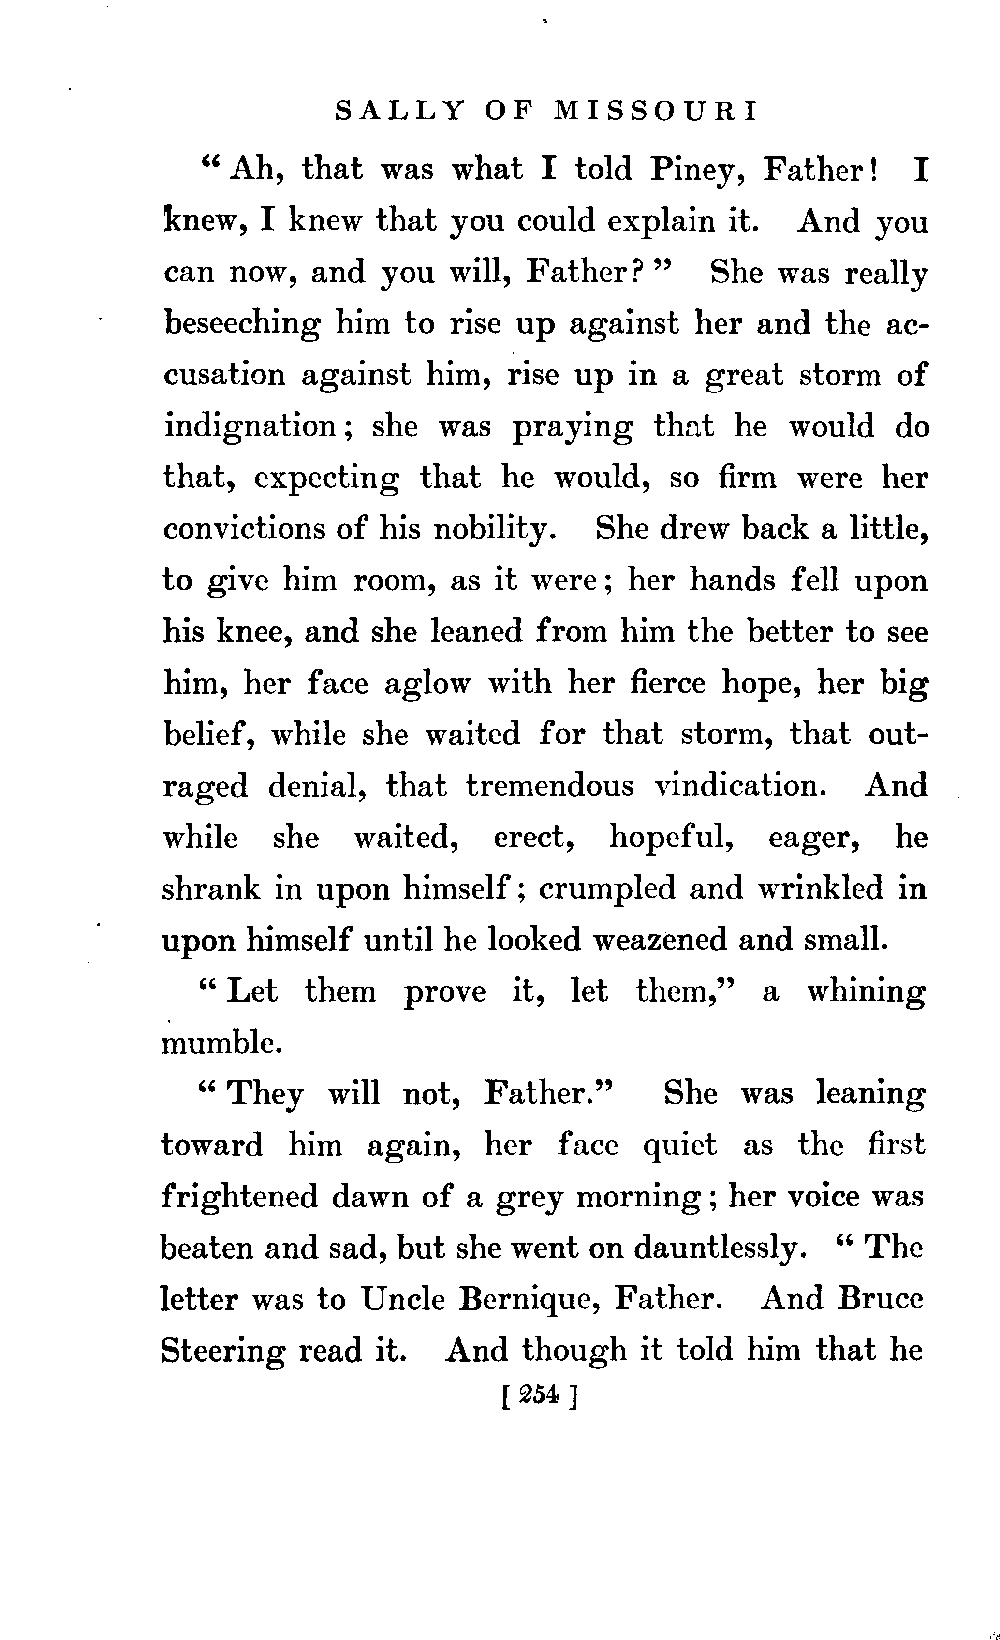 SALLY OF MISSOURI
“ Ah, that was what I told Piney, Father! I
knew, I knew that you could explain it. And you
can now, and you will, Father? ” She was really
beseeching him to rise up against her and the ac-
cusation against him, rise up in a great storm of
indignation; she was praying that he would do
that, expecting that he would, so firm were her
convictions of his nobility. She drew back a little,
to give him room, as it were; her hands fell upon
his knee, and she leaned from him the better to see
him, her face aglow with her fierce hope, her big
belief, while she waited for that storm, that out-
raged denial, that tremendous vindication. And
while she waited, erect, hopeful, eager, he
shrank in upon himself; crumpled and wrinkled in
upon himself until he looked weazened and small.
“ Let them prove it, let them,” a whining
mumble.
“ They will not, Father.” She was leaning
toward him again, her face quiet as the first
frightened dawn of a grey morning; her voice was
beaten and sad, but she went on dauntlessly. “ The
letter was to Uncle Bernique, Father. And Bruce
Steering read it. And though it told him that he
[ 254 ]